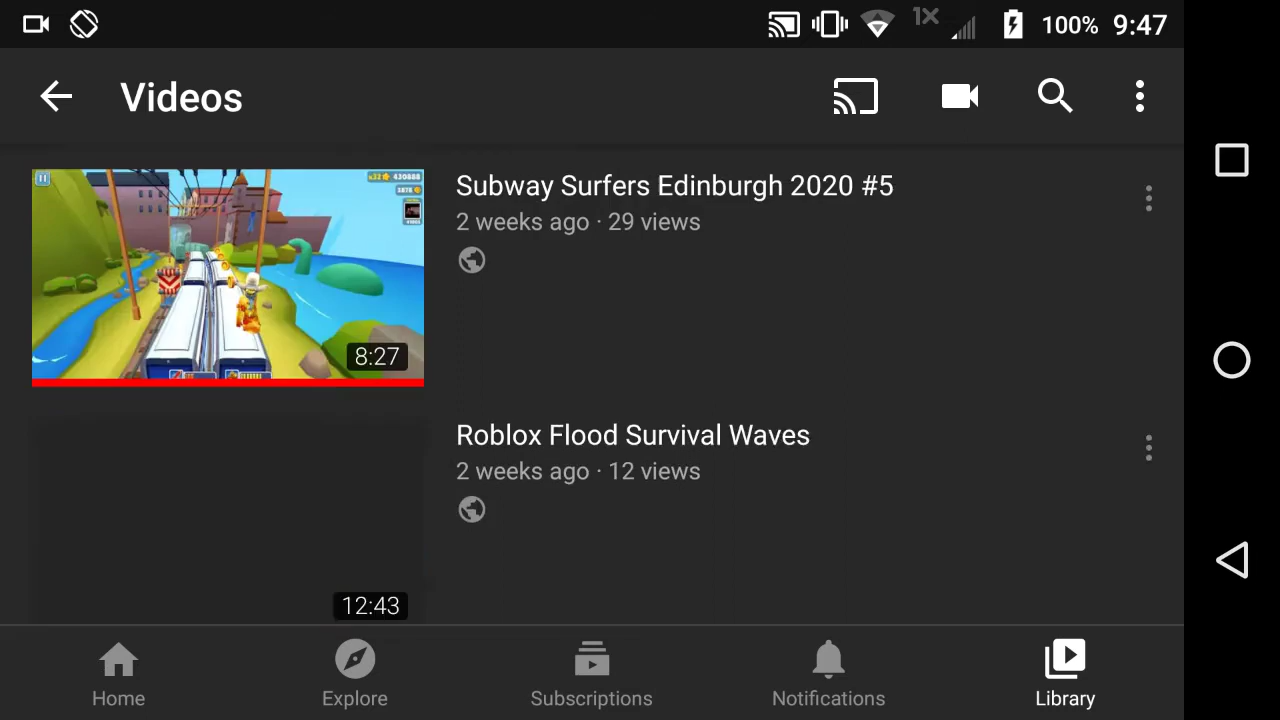 1X 100% 9:47
Videos
Subway Surfers Edinburgh 2020 #5
2 weeks ago · 29 views
8:27
Roblox Flood Survival Waves
2 weeks ago · 12 views
12:43
Home Explore Subscriptions Notifications Library